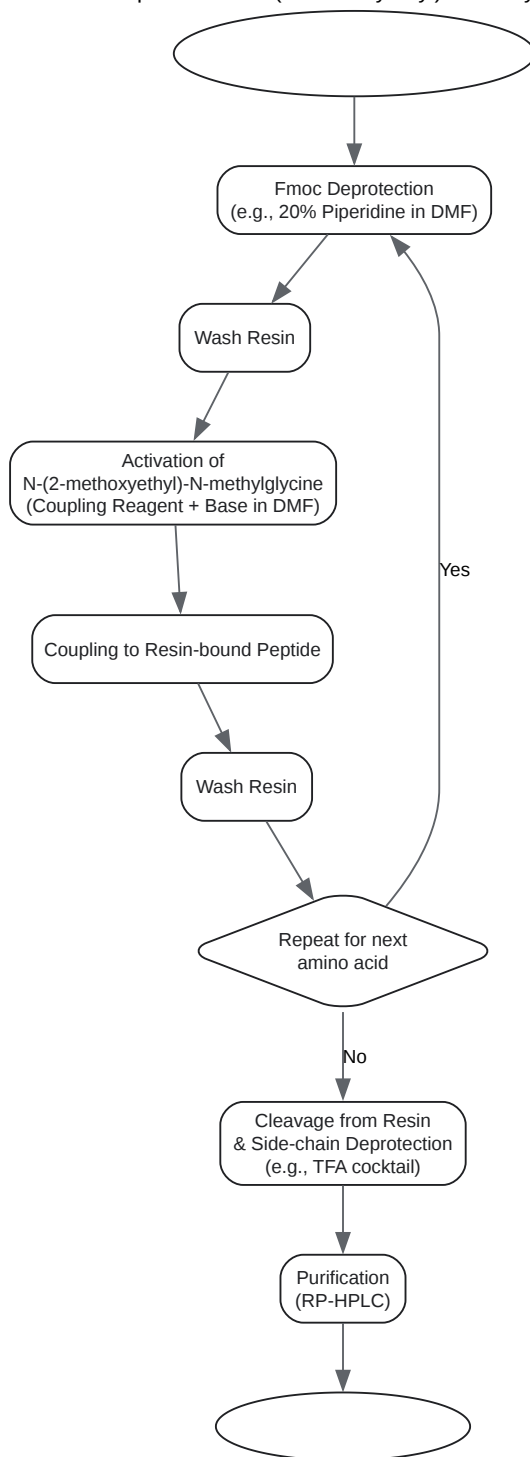 Fmoc Deprotection
(e.g., 20% Piperidine in DMF)
Wash Resin
Activation of
N-(2-methoxyethyl)-N-methylglycine
(Coupling Reagent + Base in DMF)
Yes
Coupling to Resin-bound Peptide
Wash Resin
Repeat for next
amino acid
No
Cleavage from Resin
& Side-chain Deprotection
(e.g., TFA cocktail)
Purification
(RP-HPLC)